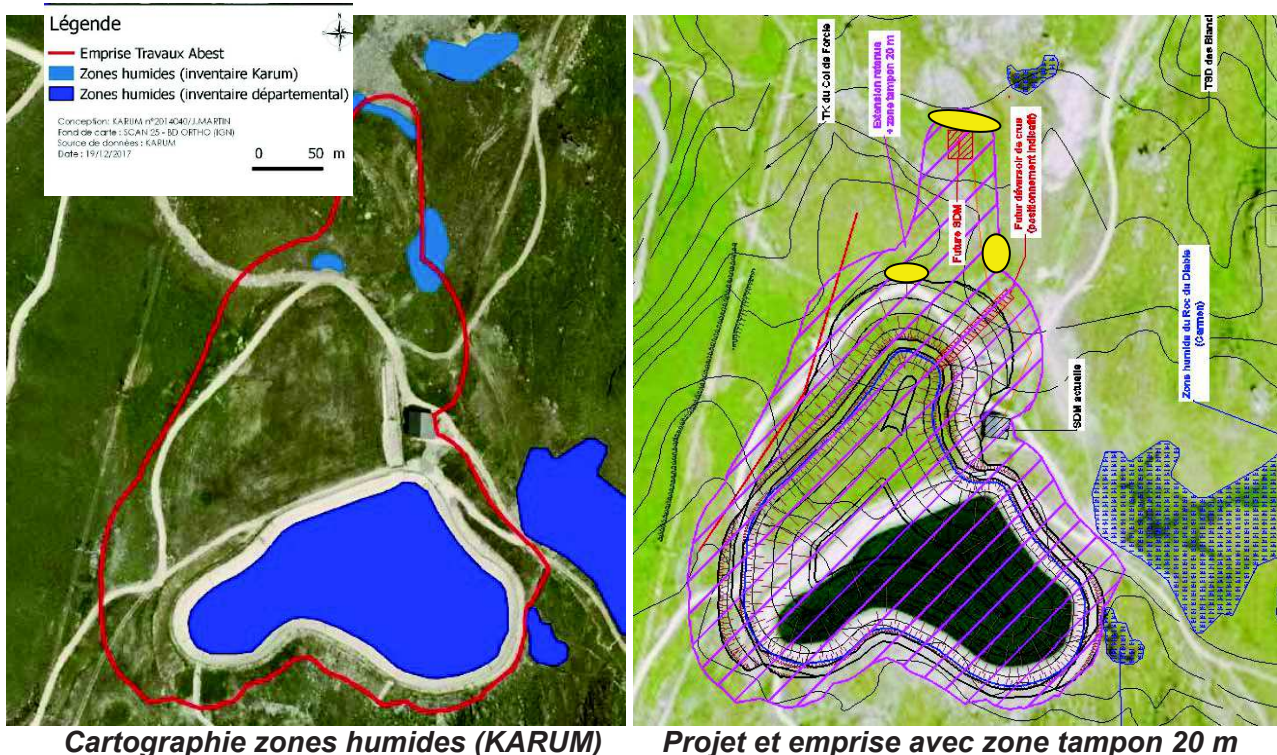 Légende
Emprise Travaux Abest
Zones humides (inventaire Karum)
Zones humides (inventaire départemental)
Conception: KARUM n°2014040/J.MARTIN
Fond de carte : SCAN 25 - BD ORTHO (IGN)
Source de données : KARUM
Date : 19/12/2017
0 50 m
TK du Col de Forcle
Extension retenue
+ zone tampon 20 m
Future SDM
Futur déversoir de crue
(positionnement indicatif)
SDM actuelle
Zone humide du Roc du Diable
(Carmen)
Cartographie zones humides (KARUM)
Projet et emprise avec zone tampon 20 m